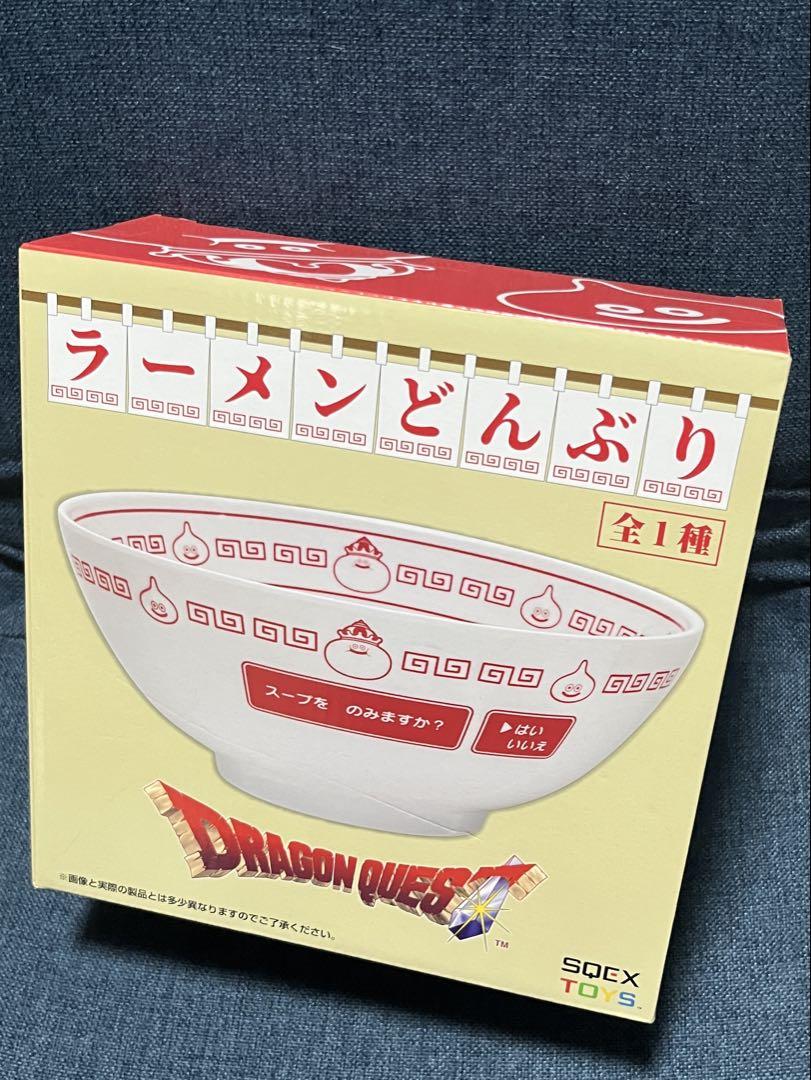 ラーメンどんぶり
全1種
スープを のみますか?
▶はい
いいえ
DRAGON QUEST™
※画像と実際の製品とは多少異なりますのでご了承ください。
SQEX
TOYS™